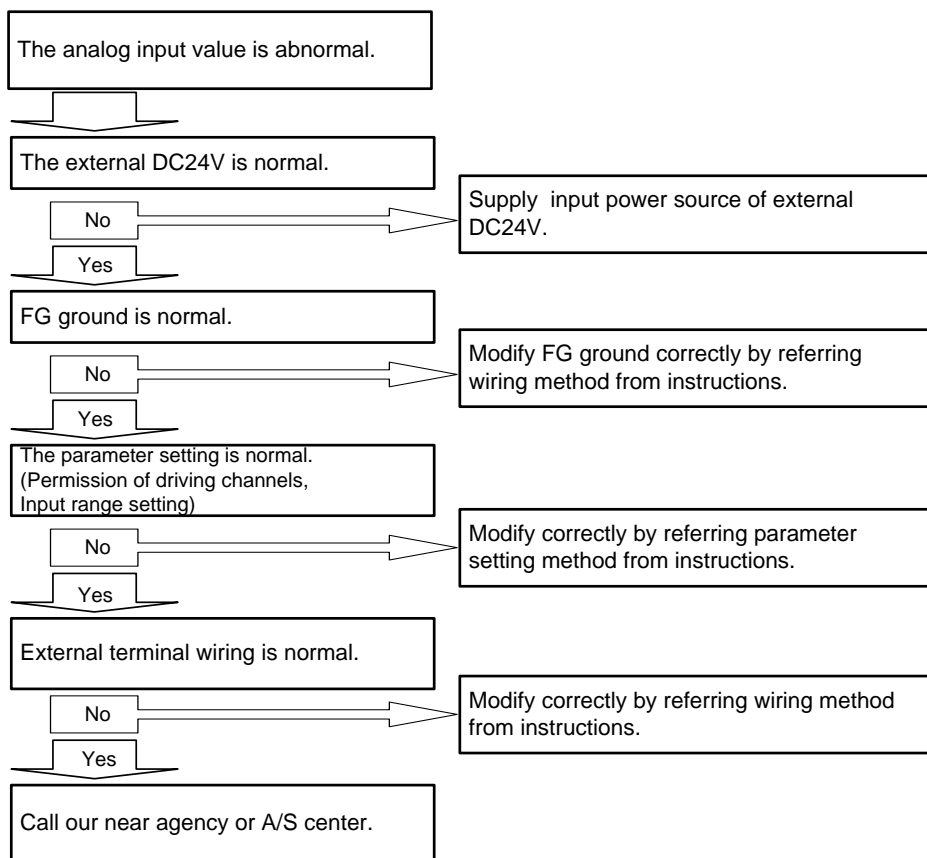 The analog input value is abnormal.
The external DC24V is normal.
No
Supply input power source of external
DC24V.
Yes
FG ground is normal.
No
Modify FG ground correctly by referring
wiring method from instructions.
Yes
The parameter setting is normal.
(Permission of driving channels,
Input range setting)
No
Modify correctly by referring parameter
setting method from instructions.
Yes
External terminal wiring is normal.
No
Modify correctly by referring wiring method
from instructions.
Yes
Call our near agency or A/S center.